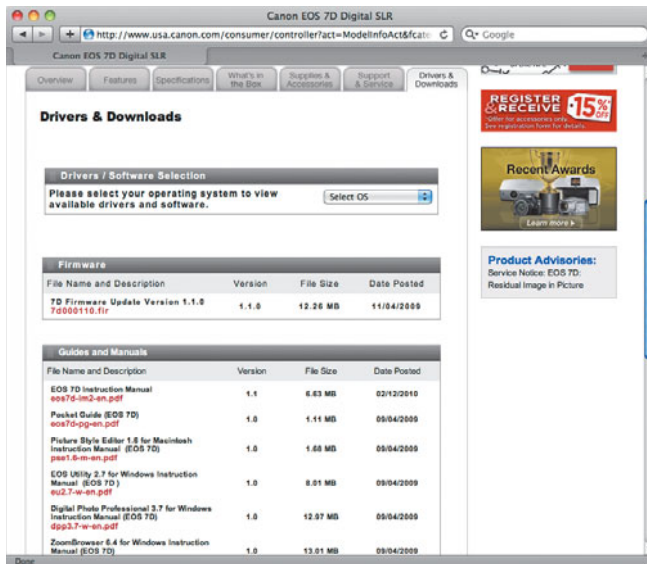 Canon EOS 7D Digital SLR
http://www.usa.canon.com/consumer/controller?act=ModelInfoAct&fcate
Google
Canon EOS 7D Digital SLR
Overview
Features
Specifications
What's in the Box
Supplies & Accessories
Support & Service
Drivers & Downloads
Drivers & Downloads
Drivers / Software Selection
Please select your operating system to view
available drivers and software.
Select OS
Firmware
File Name and Description Version File Size Date Posted
7D Firmware Update Version 1.1.0
7d000110.fir
1.1.0 12.26 MB 11/04/2009
Guides and Manuals
File Name and Description Version File Size Date Posted
EOS 7D Instruction Manual
eos7d-im2-en.pdf
1.1 6.63 MB 02/12/2010
Pocket Guide (EOS 7D)
eos7d-pg-en.pdf
1.0 1.11 MB 09/04/2009
Picture Style Editor 1.6 for Macintosh
Instruction Manual (EOS 7D)
pse1.6-m-en.pdf
1.0 1.68 MB 09/04/2009
EOS Utility 2.7 for Windows Instruction
Manual (EOS 7D )
eu2.7-w-en.pdf
1.0 8.01 MB 09/04/2009
Digital Photo Professional 3.7 for Windows
Instruction Manual (EOS 7D)
dpp3.7-w-en.pdf
1.0 12.97 MB 09/04/2009
ZoomBrowser 6.4 for Windows Instruction
Manual (EOS 7D)
1.0 13.01 MB 09/04/2009
REGISTER
&RECEIVE 15% OFF
*Offer for accessories only.
See registration form for details.
Recent Awards
Learn more
Product Advisories:
Service Notice: EOS 7D:
Residual Image in Picture
Done